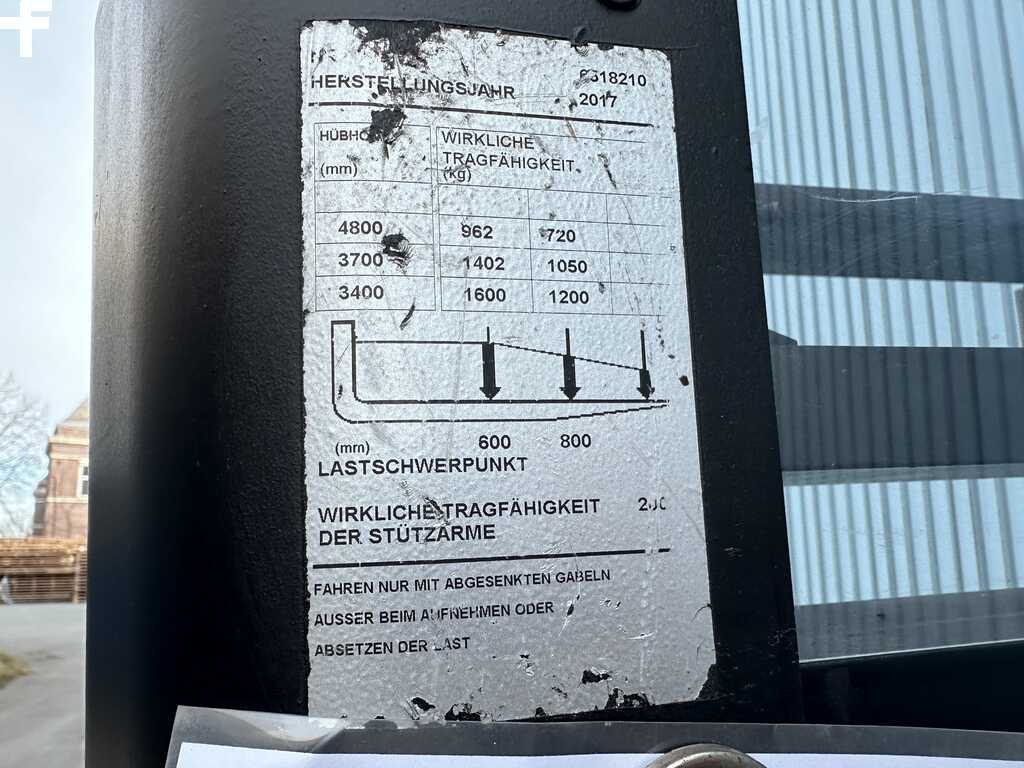 6318210
HERSTELLUNGSJAHR 2017
WIRKLICHE
TRAGFÄHIGKEIT
(mm) (kg)
4800 962 720
3700 1402 1050
3400 1600 1200
(mm) 600 800
LASTSCHWERPUNKT
WIRKLICHE TRAGFÄHIGKEIT
DER STÜTZARME
FAHREN NUR MIT ABGESENKTEN GABELN
AUSSER BEIM AUFNEHMEN ODER
ABSETZEN DER LAST